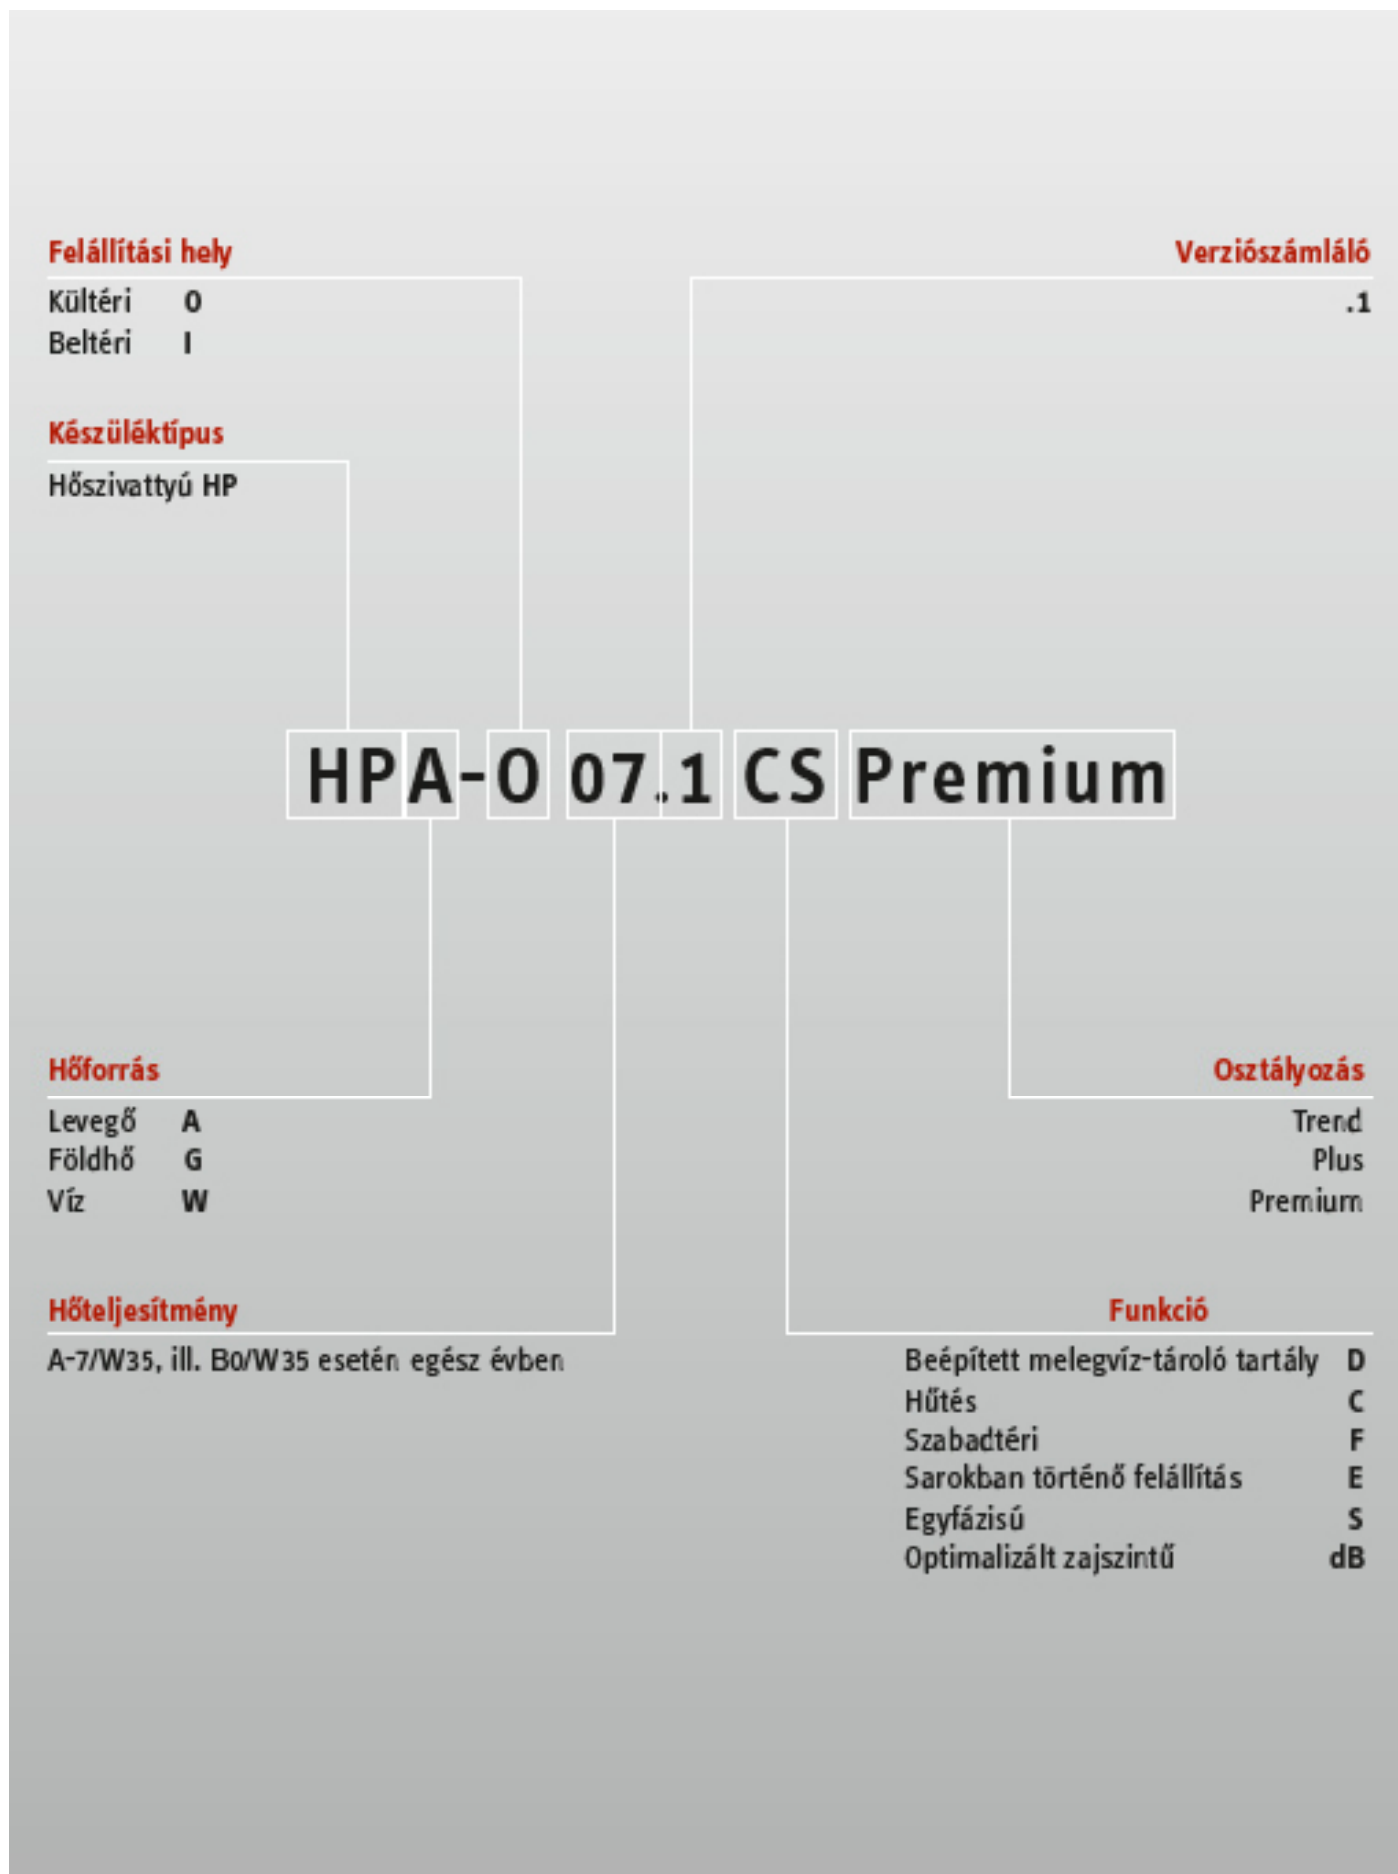 Felállítási hely
Kültéri O
Beltéri I
Verziószámláló
.1
Készüléktípus
Hőszivattyú HP
HPA-O 07.1 CS Premium
Hőforrás
Levegő A
Földhő G
Víz W
Osztályozás
Trend
Plus
Premium
Hőteljesítmény
A-7/W35, ill. B0/W35 esetén egész évben
Funkció
Beépített melegvíz-tároló tartály D
Hűtés C
Szabadtéri F
Sarokban történő felállítás E
Egyfázisú S
Optimalizált zajszintű dB